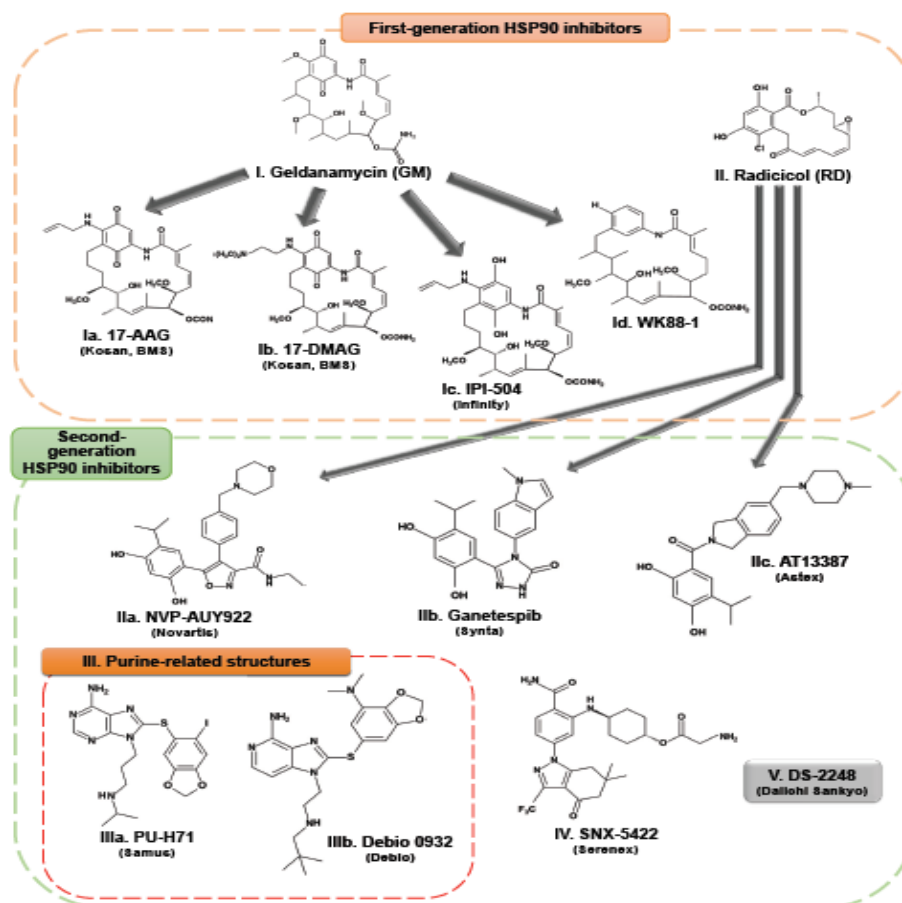 First-generation HSP90 inhibitors
I. Geldanamycin (GM)
II. Radicicol (RD)
Ia. 17-AAG
(Kosan, BMS)
Ib. 17-DMAG
(Kosan, BMS)
Ic. IPI-504
(Infinity)
Id. WK88-1
Second-
generation
HSP90 inhibitors
IIa. NVP-AUY922
(Novartis)
IIb. Ganetespib
(Synta)
IIc. AT13387
(Astex)
III. Purine-related structures
IIIa. PU-H71
(Samus)
IIIb. Debio 0932
(Debio)
IV. SNX-5422
(Serenex)
V. DS-2248
(Daiichi Sankyo)